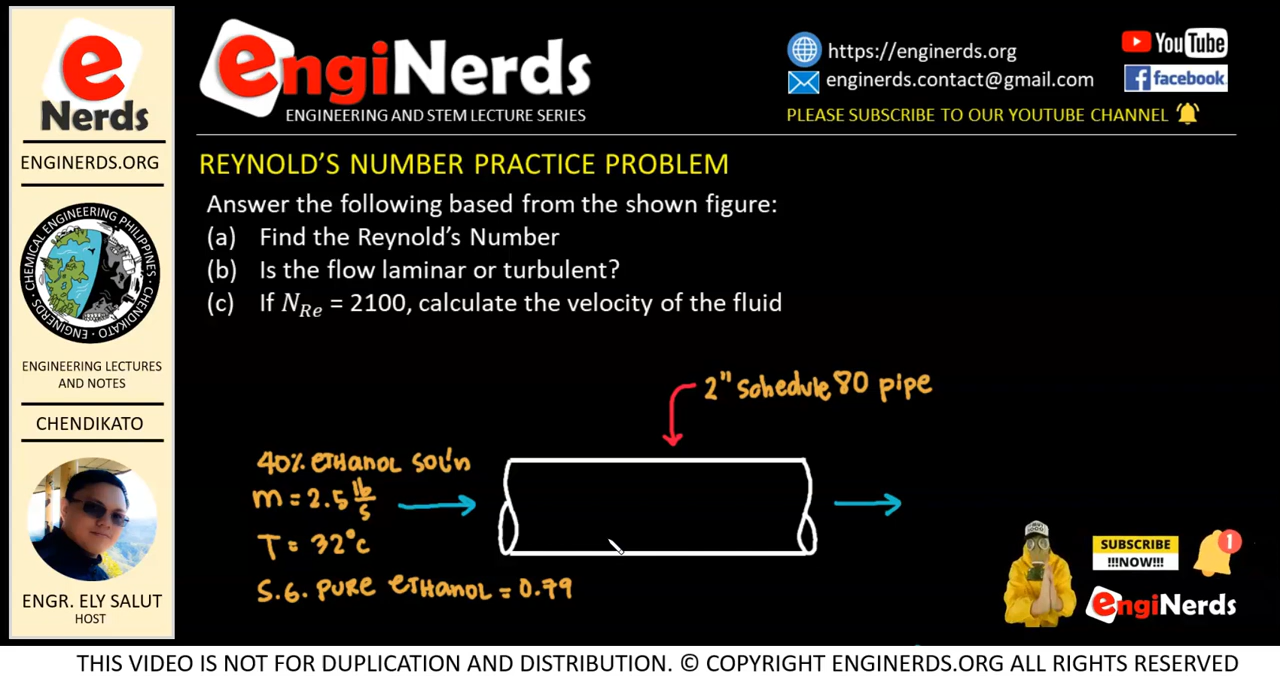 e
Nerds
ENGINERDS.ORG
CHEMICAL ENGINEERING PHILIPPINES
· CHENDIKATO · ENGINERDS ·
ENGINEERING LECTURES
AND NOTES
CHENDIKATO
ENGR. ELY SALUT
HOST
engiNerds
ENGINEERING AND STEM LECTURE SERIES
https://enginerds.org
enginerds.contact@gmail.com
YouTube
facebook.
PLEASE SUBSCRIBE TO OUR YOUTUBE CHANNEL
REYNOLD'S NUMBER PRACTICE PROBLEM
Answer the following based from the shown figure:
(a) Find the Reynold's Number
(b) Is the flow laminar or turbulent?
(c) If N_Re = 2100, calculate the velocity of the fluid
2" Schedule 80 pipe
40% ETHANOL SOL'N
m = 2.5 lb/s
T = 32°C
S.G. PURE ETHANOL = 0.79
SUBSCRIBE
!!!NOW!!!
1
engiNerds
THIS VIDEO IS NOT FOR DUPLICATION AND DISTRIBUTION. © COPYRIGHT ENGINERDS.ORG ALL RIGHTS RESERVED